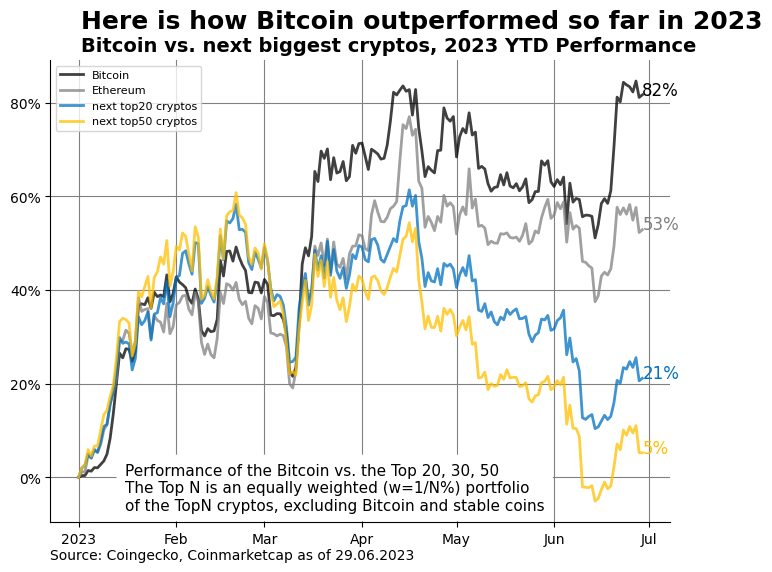 Here is how Bitcoin outperformed so far in 2023
Bitcoin vs. next biggest cryptos, 2023 YTD Performance
Bitcoin
Ethereum
next top20 cryptos
next top50 cryptos
80%
60%
40%
20%
0%
82%
53%
21%
5%
Performance of the Bitcoin vs. the Top 20, 30, 50
The Top N is an equally weighted (w=1/N%) portfolio
of the TopN cryptos, excluding Bitcoin and stable coins
2023 Feb Mar Apr May Jun Jul
Source: Coingecko, Coinmarketcap as of 29.06.2023